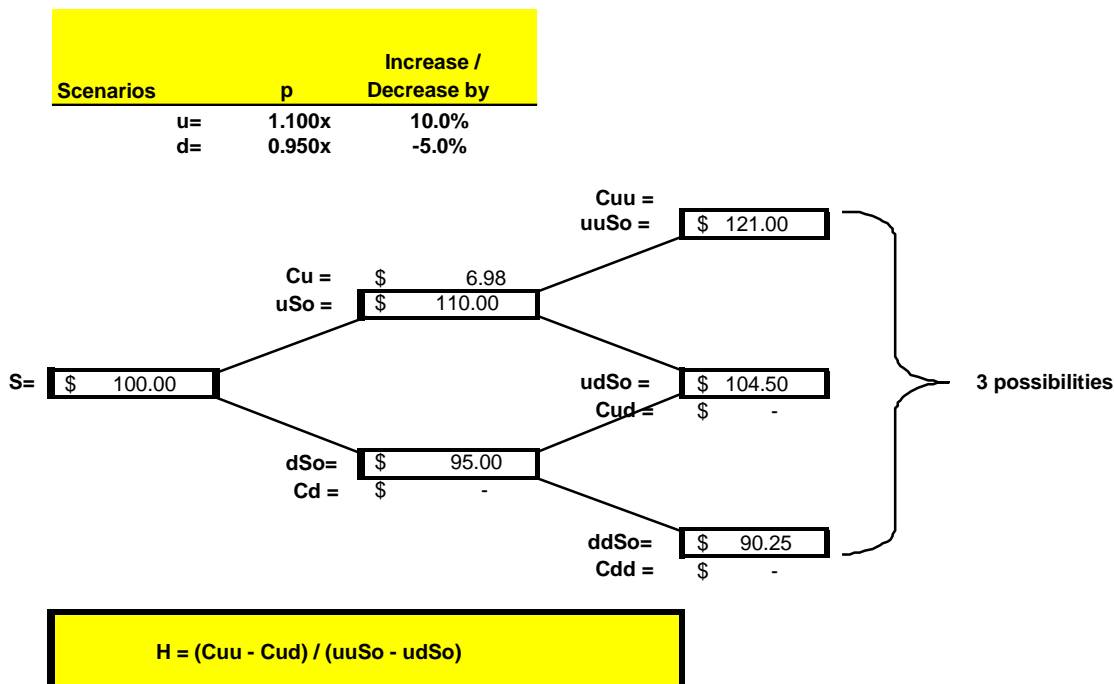 Increase /
Scenarios p Decrease by
u= 1.100x 10.0%
d= 0.950x -5.0%
Cuu =
uuSo = $ 121.00
Cu = $ 6.98
uSo = $ 110.00
S= $ 100.00
udSo = $ 104.50
Cud = $ -
3 possibilities
dSo= $ 95.00
Cd = $ -
ddSo= $ 90.25
Cdd = $ -
H = (Cuu - Cud) / (uuSo - udSo)